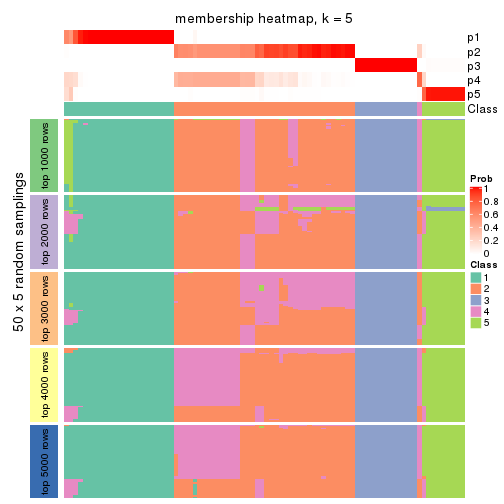 membership heatmap, k = 5
p1
p2
p3
p4
p5
Class
50 x 5 random samplings
top 1000 rows
top 2000 rows
top 3000 rows
top 4000 rows
top 5000 rows
Prob
1
0.8
0.6
0.4
0.2
0
Class
1
2
3
4
5